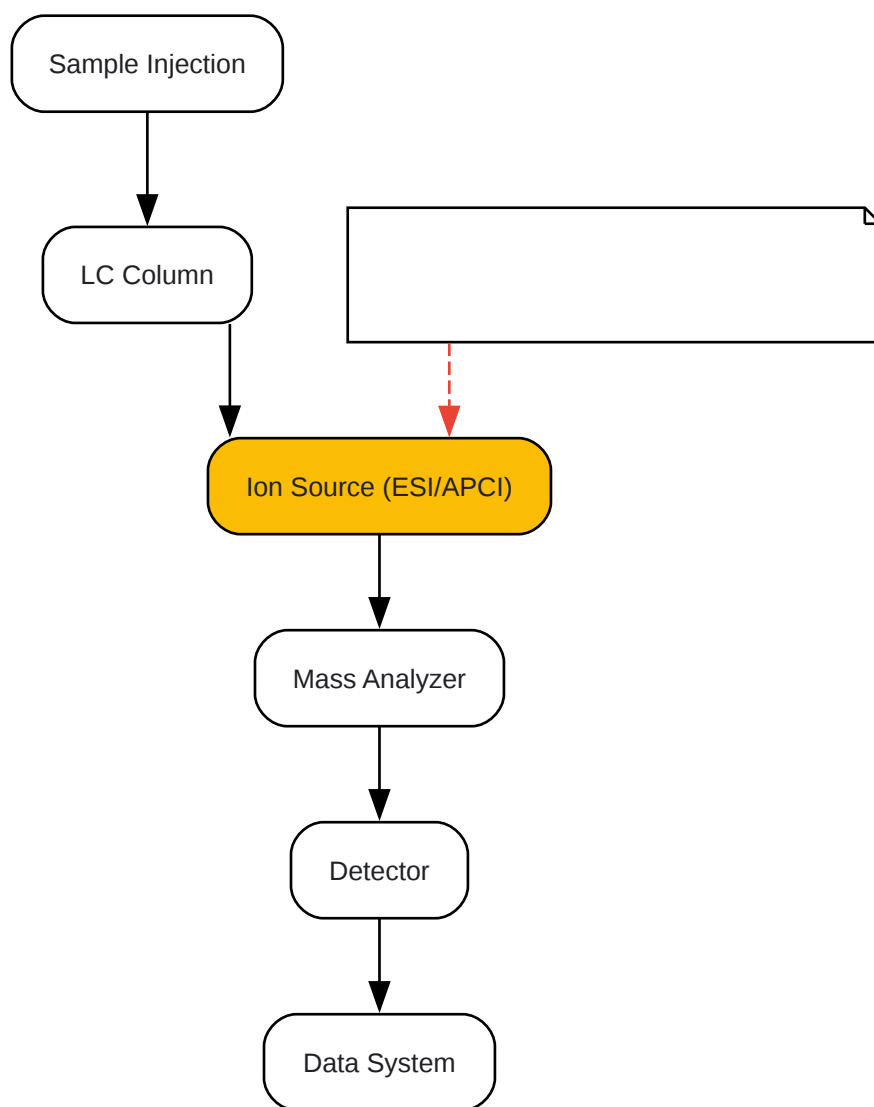 Sample Injection
LC Column
Ion Source (ESI/APCI)
Mass Analyzer
Detector
Data System